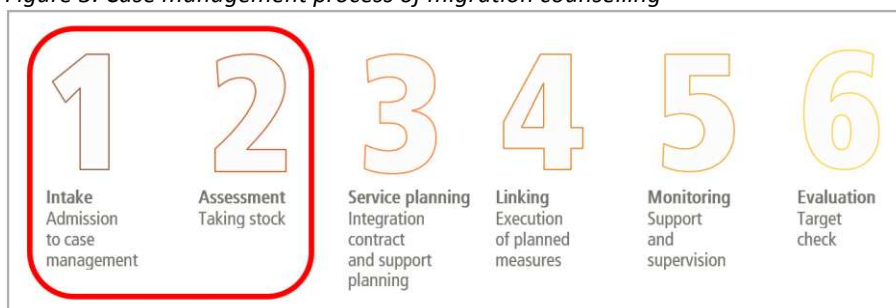 Figure Case management process of migration counselling
1 2 3 4 5 6
Intake
Admission
to case
management
Assessment
Taking stock
Service planning
Integration
contract
and support
planning
Linking
Execution
of planned
measures
Monitoring
Support
and
supervision
Evaluation
Target
check